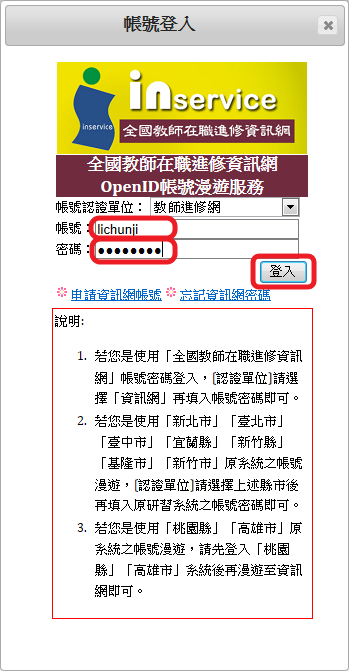 帳號登入
inservice
inservice
全國教師在職進修資訊網
全國教師在職進修資訊網
OpenID帳號漫遊服務
帳號認證單位： 教師進修網
帳號：lichunji
密碼：●●●●●●●●
登入
申請資訊網帳號 忘記資訊網密碼
說明:
1. 若您是使用「全國教師在職進修資訊
網」帳號密碼登入，[認證單位]請選
擇「資訊網」再填入帳號密碼即可。
2. 若您是使用「新北市」「臺北市」
「臺中市」「宜蘭縣」「新竹縣」
「基隆市」「新竹市」原系統之帳號
漫遊，[認證單位]請選擇上述縣市後
再填入原研習系統之帳號密碼即可。
3. 若您是使用「桃園縣」「高雄市」原
系統之帳號漫遊，請先登入「桃園
縣」「高雄市」系統後再漫遊至資訊
網即可。